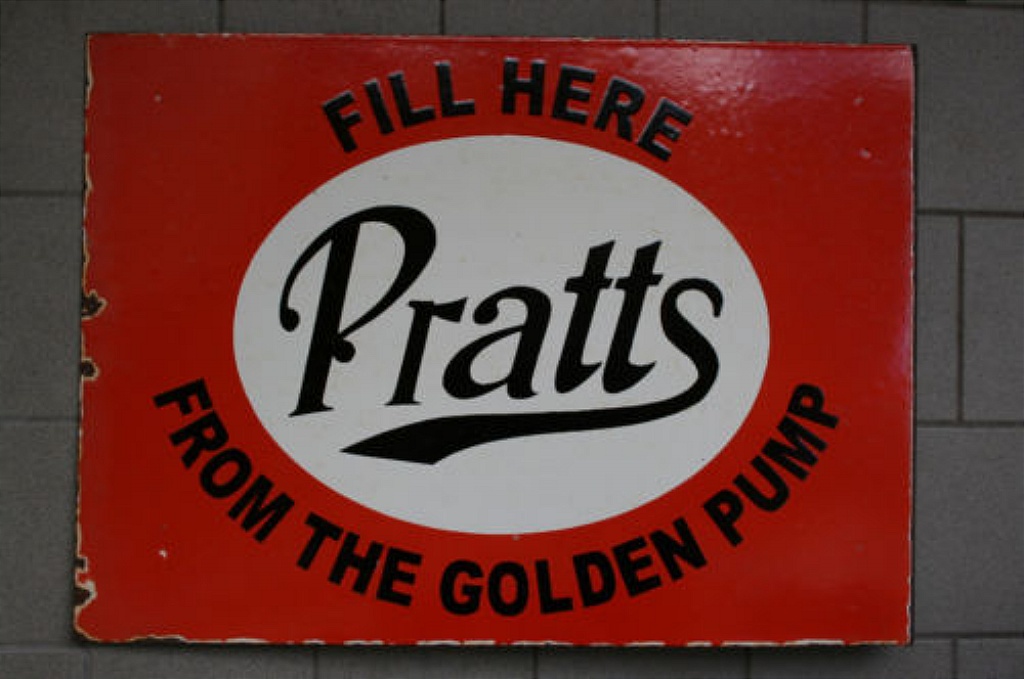 FILL HERE
Pratts
FROM THE GOLDEN PUMP